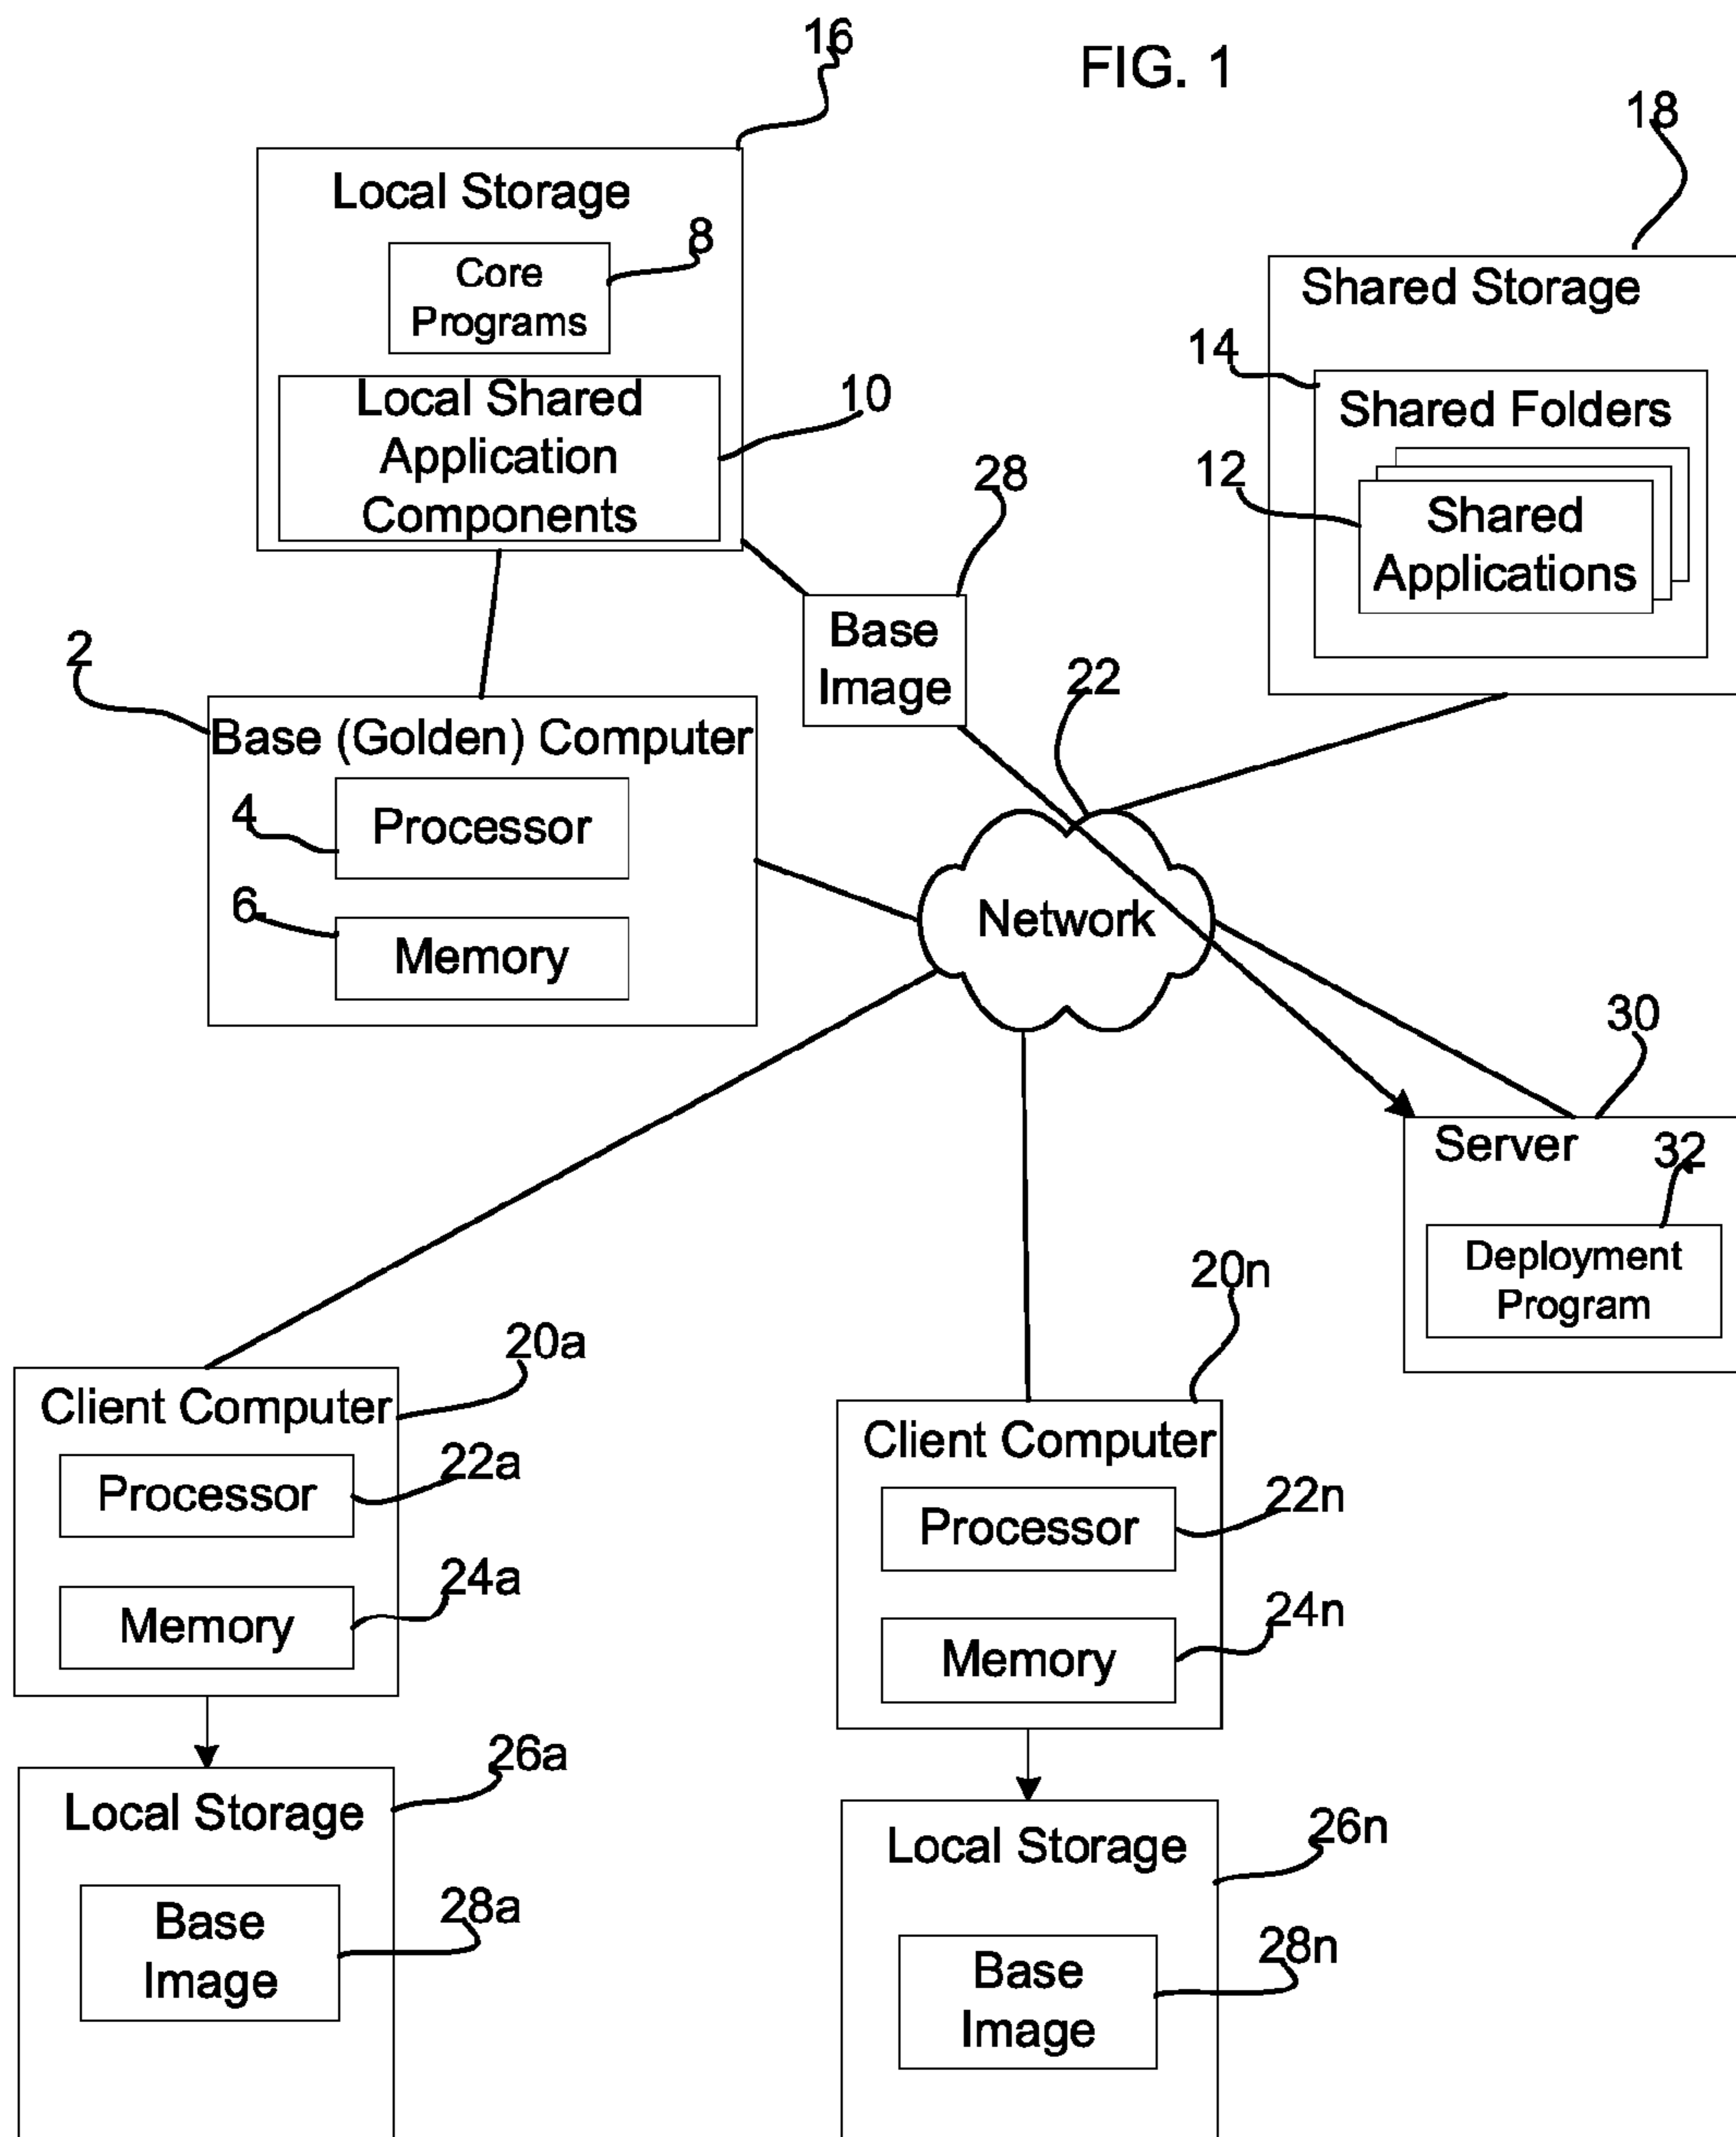 FIG. 1
16
Local Storage
8
Core
Programs
Local Shared
Application
Components
10
18
Shared Storage
14
Shared Folders
12
Shared
Applications
28
Base
Image
2
Base (Golden) Computer
4
Processor
6
Memory
22
Network
30
Server
32
Deployment
Program
20a
Client Computer
22a
Processor
24a
Memory
26a
Local Storage
28a
Base
Image
20n
Client Computer
22n
Processor
24n
Memory
26n
Local Storage
28n
Base
Image